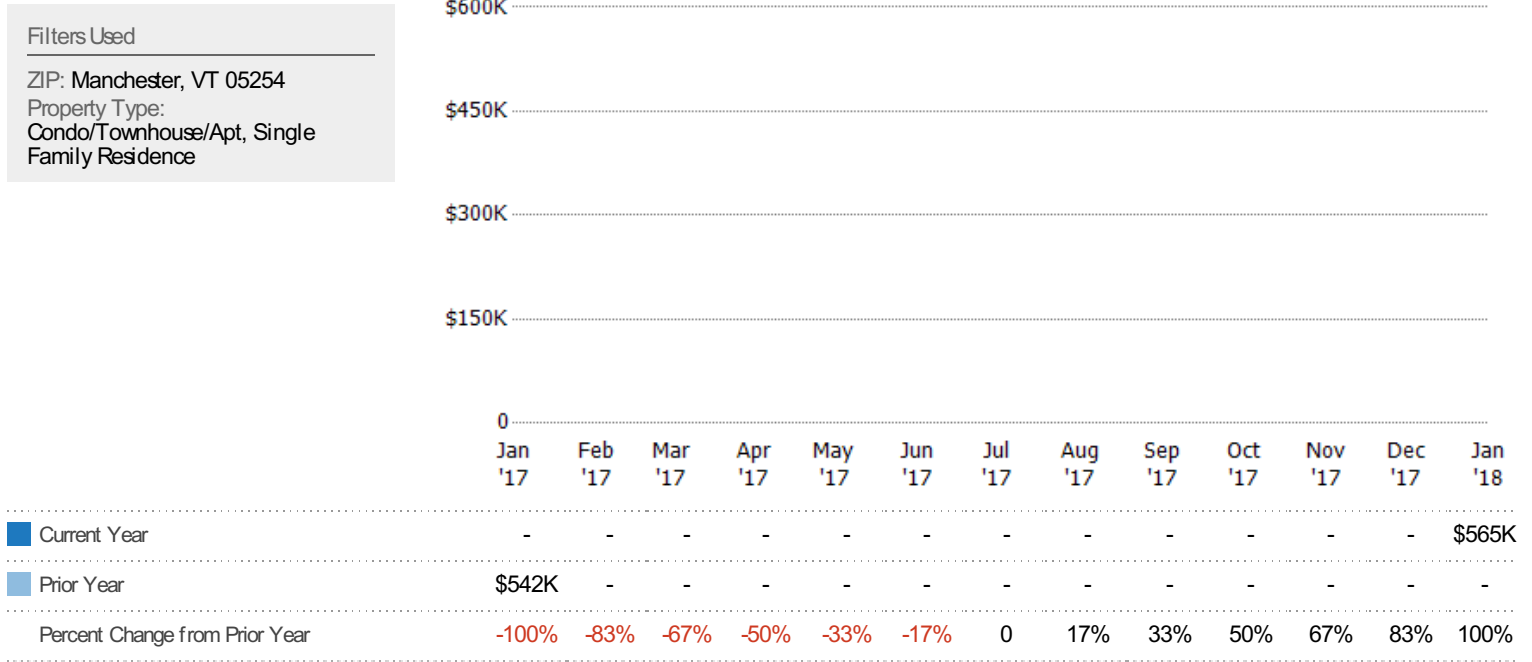 Filters Used
ZIP: Manchester, VT 05254
Property Type:
Condo/Townhouse/Apt, Single
Family Residence
$600K
$450K
$300K
$150K
0
Jan Feb Mar Apr May Jun Jul Aug Sep Oct Nov Dec Jan
'17 '17 '17 '17 '17 '17 '17 '17 '17 '17 '17 '17 '18
Current Year - - - - - - - - - - - - $565K
Prior Year $542K - - - - - - - - - - - -
Percent Change from Prior Year -100% -83% -67% -50% -33% -17% 0 17% 33% 50% 67% 83% 100%